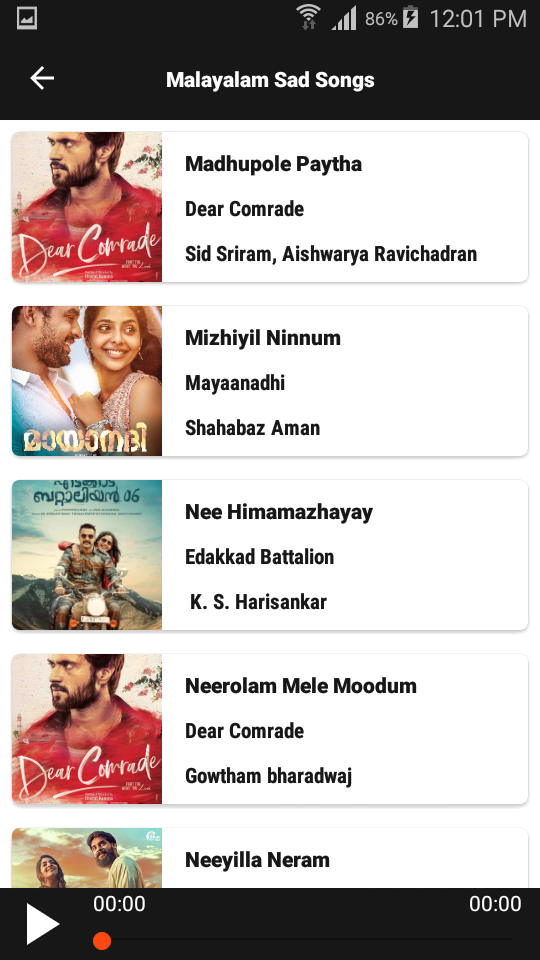 86%
12:01 PM
Malayalam Sad Songs
Dear Comrade
Madhupole Paytha
Dear Comrade
Sid Sriram, Aishwarya Ravichadran
മായാനദി
Mizhiyil Ninnum
Mayaanadhi
Shahabaz Aman
ബറ്റാലിയൻ 06
Nee Himamazhayay
Edakkad Battalion
K. S. Harisankar
Dear Comrade
Neerolam Mele Moodum
Dear Comrade
Gowtham bharadwaj
Neeyilla Neram
00:00
00:00